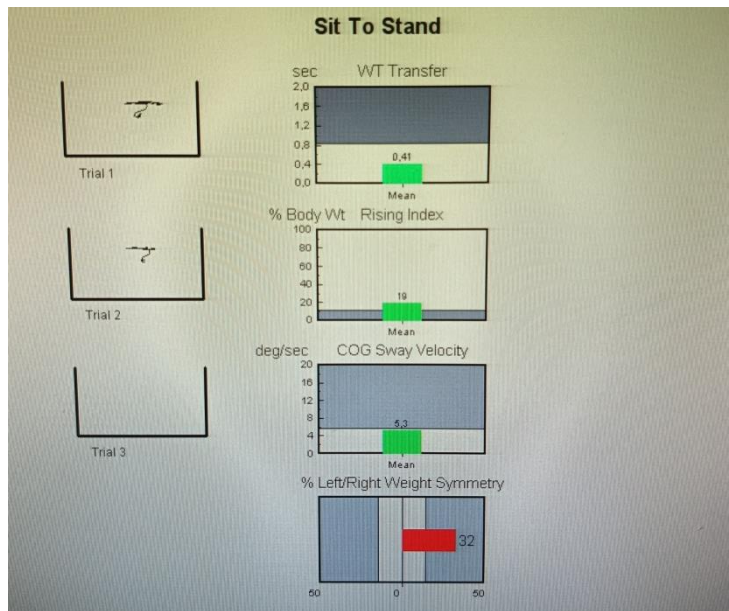 Sit To Stand
sec WT Transfer
2,0
1,6
1,2
0,8
0,4
0,0
0,41
Mean
Trial 1
% Body Wt Rising Index
100
80
60
40
20
0
19
Mean
Trial 2
deg/sec COG Sway Velocity
20
16
12
8
4
0
5,3
Mean
Trial 3
% Left/Right Weight Symmetry
32
50 0 50